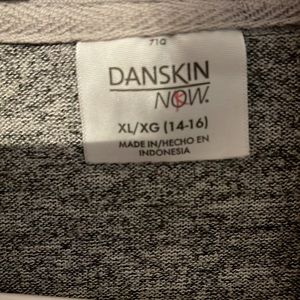 71Q
DANSKIN
NOW.
XL/XG (14-16)
MADE IN/HECHO EN
INDONESIA